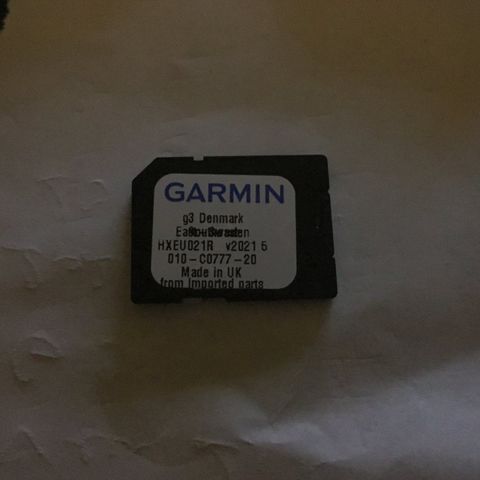 GARMIN
g3 Denmark
HXEU021R v2021 5
010-C0777-20
Made in UK
from Imported parts